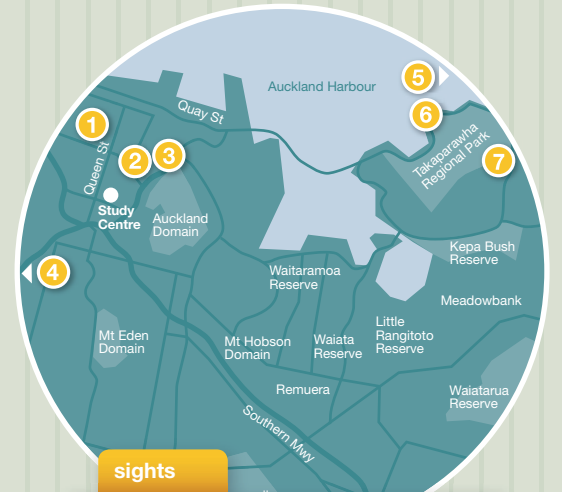 Auckland Harbour
5
6
Quay St
1
Takaparawha
Regional Park
7
2
3
Queen St
Study
Centre
Auckland
Domain
4
Kepa Bush
Reserve
Waitaramoa
Reserve
Meadowbank
Mt Eden
Domain
Mt Hobson
Domain
Waiata
Reserve
Little
Rangitoto
Reserve
Remuera
Waiatarua
Reserve
Southern Mwy
sights